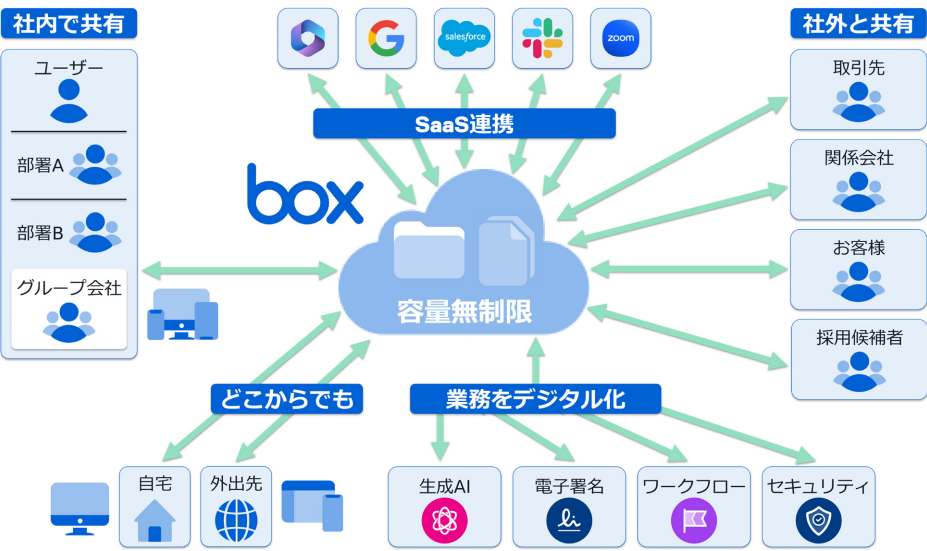 社内で共有
ユーザー
部署A
部署B
グループ会社
salesforce
zoom
SaaS連携
box
容量無制限
社外と共有
取引先
関係会社
お客様
採用候補者
どこからでも
自宅
外出先
業務をデジタル化
生成AI
電子署名
ワークフロー
セキュリティ